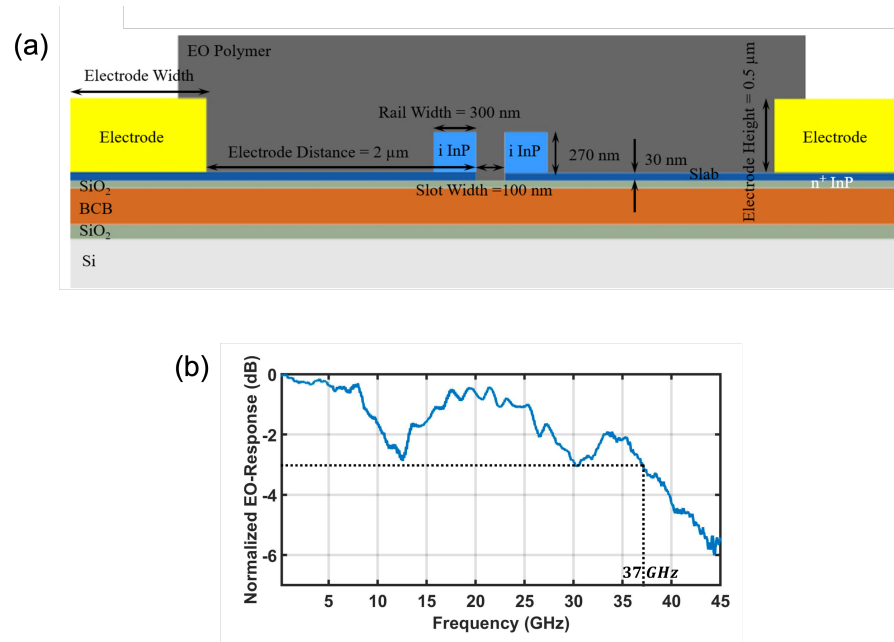 (a)
EO Polymer
Electrode Width
Electrode
Rail Width = 300 nm
Electrode Height = 0.5 µm
Electrode
i InP
i InP
Electrode Distance = 2 µm
270 nm
30 nm
Slab
SiO₂
Slot Width =100 nm
n⁺ InP
BCB
SiO₂
Si
(b)
Normalized EO-Response (dB)
0
-2
-4
-6
37 GHz
5
10
15
20
25
30
35
40
45
Frequency (GHz)